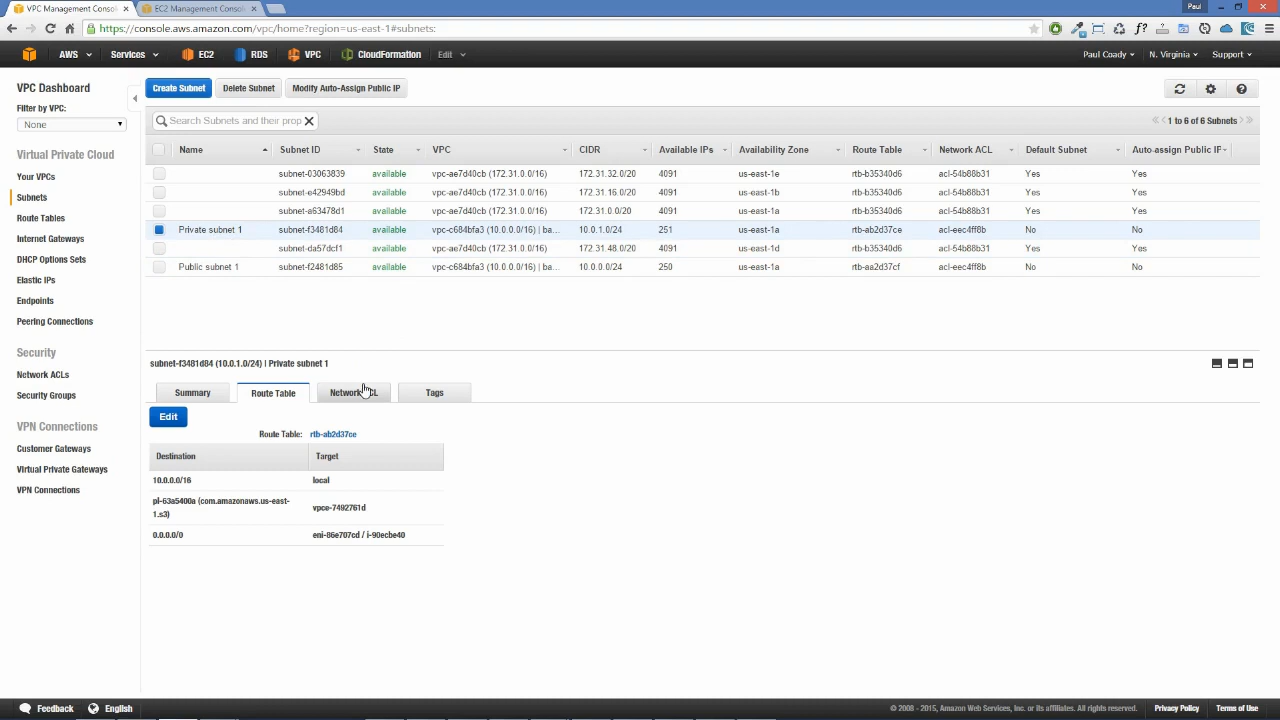 VPC Management Consol
EC2 Management Console
Paul
https://console.aws.amazon.com/vpc/home?region=us-east-1#subnets:
AWS Services EC2 RDS VPC CloudFormation Edit Paul Coady N. Virginia Support
VPC Dashboard
Filter by VPC:
None
Virtual Private Cloud
Your VPCs
Subnets
Route Tables
Internet Gateways
DHCP Options Sets
Elastic IPs
Endpoints
Peering Connections
Security
Network ACLs
Security Groups
VPN Connections
Customer Gateways
Virtual Private Gateways
VPN Connections
Create Subnet Delete Subnet Modify Auto-Assign Public IP
Search Subnets and their prop
1 to 6 of 6 Subnets
Name Subnet ID State VPC CIDR Available IPs Availability Zone Route Table Network ACL Default Subnet Auto-assign Public IP
subnet-03063839 available vpc-ae7d40cb (172.31.0.0/16) 172.31.32.0/20 4091 us-east-1e rtb-b35340d6 acl-54b88b31 Yes Yes
subnet-e42949bd available vpc-ae7d40cb (172.31.0.0/16) 172.31.16.0/20 4091 us-east-1b rtb-b35340d6 acl-54b88b31 Yes Yes
subnet-a63478d1 available vpc-ae7d40cb (172.31.0.0/16) 172.31.0.0/20 4091 us-east-1a rtb-b35340d6 acl-54b88b31 Yes Yes
Private subnet 1 subnet-f3481d84 available vpc-c684bfa3 (10.0.0.0/16) | ba... 10.0.1.0/24 251 us-east-1a rtb-ab2d37ce acl-eec4ff8b No No
subnet-da57dcf1 available vpc-ae7d40cb (172.31.0.0/16) 172.31.48.0/20 4091 us-east-1d rtb-b35340d6 acl-54b88b31 Yes Yes
Public subnet 1 subnet-f2481d85 available vpc-c684bfa3 (10.0.0.0/16) | ba... 10.0.0.0/24 250 us-east-1a rtb-aa2d37cf acl-eec4ff8b No No
subnet-f3481d84 (10.0.1.0/24) | Private subnet 1
Summary Route Table Network CL Tags
Edit
Route Table: rtb-ab2d37ce
Destination Target
10.0.0.0/16 local
pl-63a5400a (com.amazonaws.us-east-
1.s3) vpce-7492761d
0.0.0.0/0 eni-86e707cd / i-90ecbe40
Feedback English © 2008 - 2015, Amazon Web Services, Inc. or its affiliates. All rights reserved. Privacy Policy Terms of Use